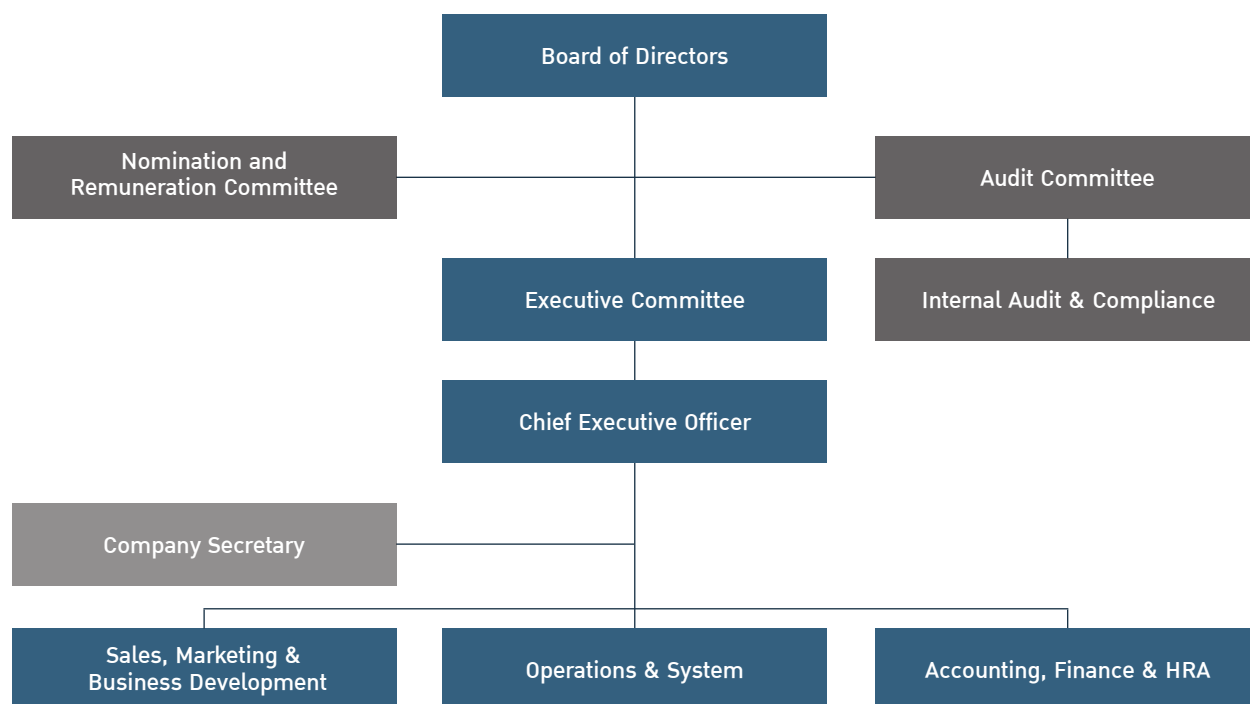 Board of Directors
Nomination and
Remuneration Committee
Audit Committee
Executive Committee
Internal Audit & Compliance
Chief Executive Officer
Company Secretary
Sales, Marketing &
Business Development
Operations & System
Accounting, Finance & HRA